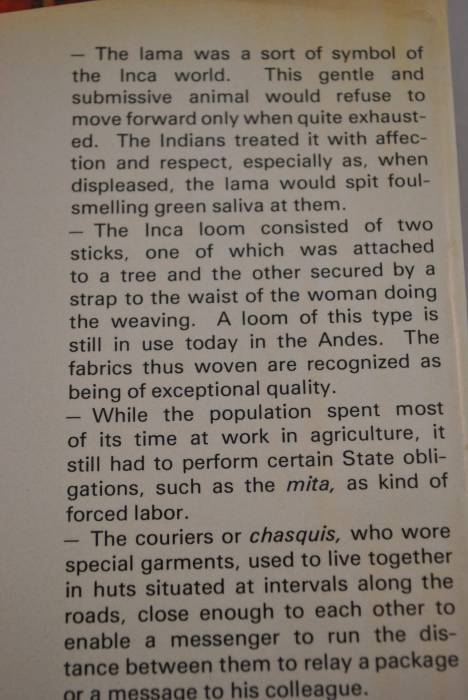 — The lama was a sort of symbol of
the Inca world. This gentle and
submissive animal would refuse to
move forward only when quite exhaust-
ed. The Indians treated it with affec-
tion and respect, especially as, when
displeased, the lama would spit foul-
smelling green saliva at them.
— The Inca loom consisted of two
sticks, one of which was attached
to a tree and the other secured by a
strap to the waist of the woman doing
the weaving. A loom of this type is
still in use today in the Andes. The
fabrics thus woven are recognized as
being of exceptional quality.
— While the population spent most
of its time at work in agriculture, it
still had to perform certain State obli-
gations, such as the mita, as kind of
forced labor.
— The couriers or chasquis, who wore
special garments, used to live together
in huts situated at intervals along the
roads, close enough to each other to
enable a messenger to run the dis-
tance between them to relay a package
or a message to his colleague.